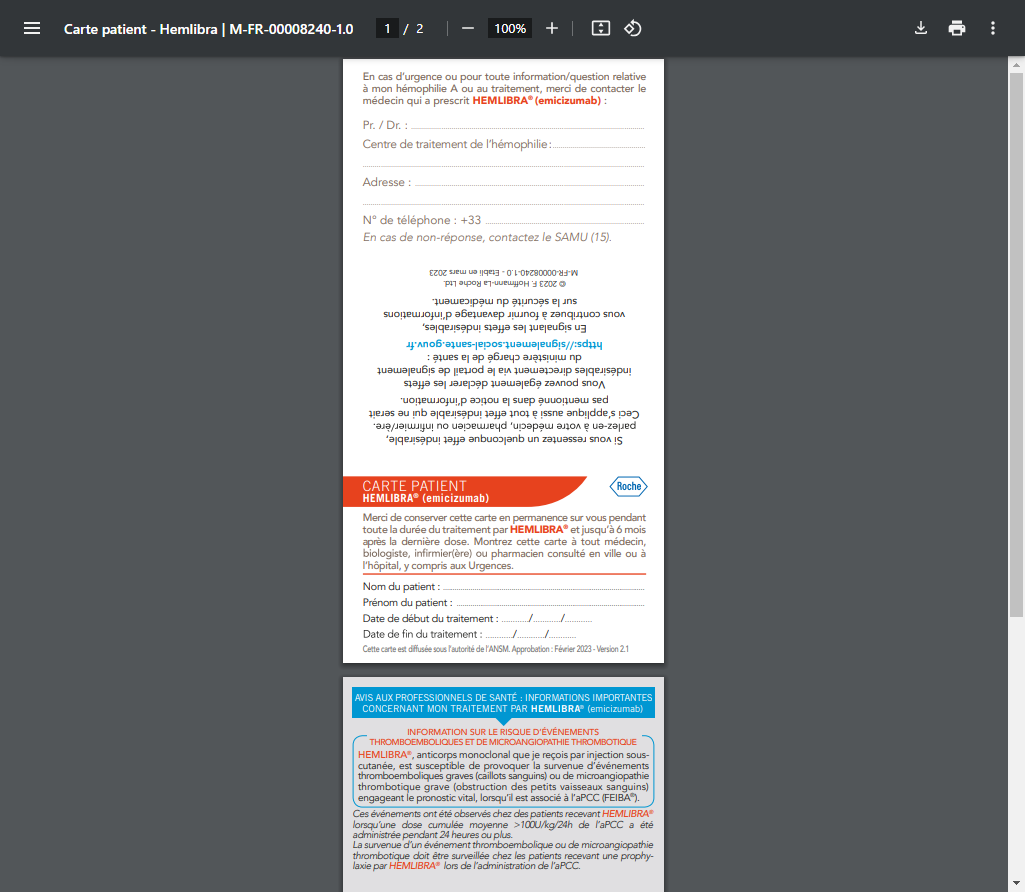 Carte patient - Hemlibra | M-FR-00008240-1.0
1 / 2
100%
En cas d'urgence ou pour toute information/question relative
à mon hémophilie A ou au traitement, merci de contacter le
médecin qui a prescrit HEMLIBRA® (emicizumab) :
Pr. / Dr. :
Centre de traitement de l'hémophilie :
Adresse :
N° de téléphone : +33
En cas de non-réponse, contactez le SAMU (15).
Si vous ressentez un quelconque effet indésirable,
parlez-en à votre médecin, pharmacien ou infirmier/ère.
Ceci s'applique aussi à tout effet indésirable qui ne serait
pas mentionné dans la notice d'information.
Vous pouvez également déclarer les effets
indésirables directement via le portail de signalement
du ministère chargé de la santé :
https://signalement.social-sante.gouv.fr
En signalant les effets indésirables,
vous contribuez à fournir davantage d'informations
sur la sécurité du médicament.
© 2023 F. Hoffmann-La Roche Ltd.
M-FR-00008240-1.0 - Etabli en mars 2023
CARTE PATIENT
HEMLIBRA® (emicizumab)
Roche
Merci de conserver cette carte en permanence sur vous pendant
toute la durée du traitement par HEMLIBRA® et jusqu'à 6 mois
après la dernière dose. Montrez cette carte à tout médecin,
biologiste, infirmier(ère) ou pharmacien consulté en ville ou à
l'hôpital, y compris aux Urgences.
Nom du patient :
Prénom du patient :
Date de début du traitement : ........../........../..........
Date de fin du traitement : ........../........../..........
Cette carte est diffusée sous l'autorité de l'ANSM. Approbation : Février 2023 - Version 2.1
AVIS AUX PROFESSIONNELS DE SANTÉ : INFORMATIONS IMPORTANTES
CONCERNANT MON TRAITEMENT PAR HEMLIBRA® (emicizumab)
INFORMATION SUR LE RISQUE D'ÉVÉNEMENTS
THROMBOEMBOLIQUES ET DE MICROANGIOPATHIE THROMBOTIQUE
HEMLIBRA®, anticorps monoclonal que je reçois par injection sous-
cutanée, est susceptible de provoquer la survenue d'événements
thromboemboliques graves (caillots sanguins) ou de microangiopathie
thrombotique grave (obstruction des petits vaisseaux sanguins)
engageant le pronostic vital, lorsqu'il est associé à l'aPCC (FEIBA®).
Ces événements ont été observés chez des patients recevant HEMLIBRA®
lorsqu'une dose cumulée moyenne >100U/kg/24h de l'aPCC a été
administrée pendant 24 heures ou plus.
La survenue d'un événement thromboembolique ou de microangiopathie
thrombotique doit être surveillée chez les patients recevant une prophy-
laxie par HEMLIBRA® lors de l'administration de l'aPCC.